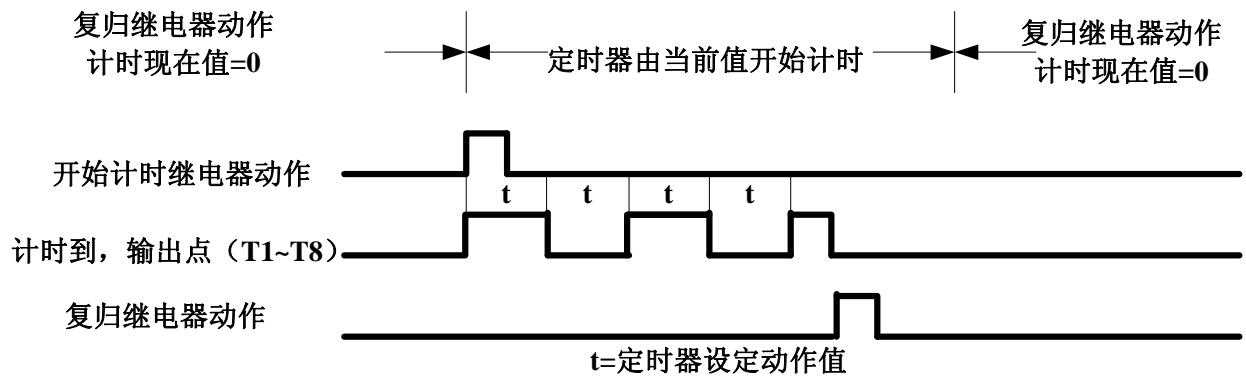 复归继电器动作
计时现在值=0
定时器由当前值开始计时
复归继电器动作
计时现在值=0
开始计时继电器动作
t
t
t
t
计时到，输出点（T1~T8）
复归继电器动作
t=定时器设定动作值